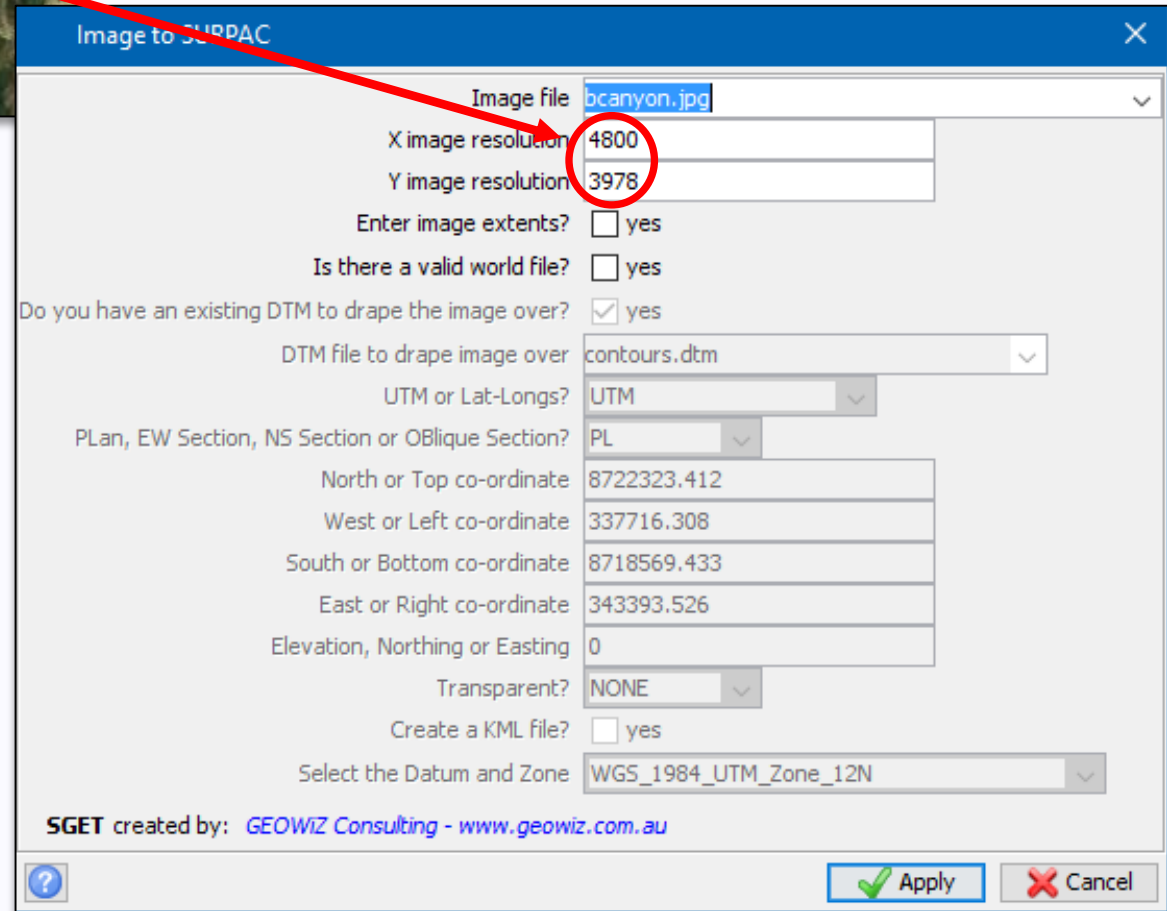 Image to SURPAC
Image file bcanyon.jpg
X image resolution 4800
Y image resolution 3978
Enter image extents? yes
Is there a valid world file? yes
Do you have an existing DTM to drape the image over? yes
DTM file to drape image over contours.dtm
UTM or Lat-Longs? UTM
PLan, EW Section, NS Section or OBlique Section? PL
North or Top co-ordinate 8722323.412
West or Left co-ordinate 337716.308
South or Bottom co-ordinate 8718569.433
East or Right co-ordinate 343393.526
Elevation, Northing or Easting 0
Transparent? NONE
Create a KML file? yes
Select the Datum and Zone WGS_1984_UTM_Zone_12N
SGET created by: GEOWiZ Consulting - www.geowiz.com.au
? Apply Cancel